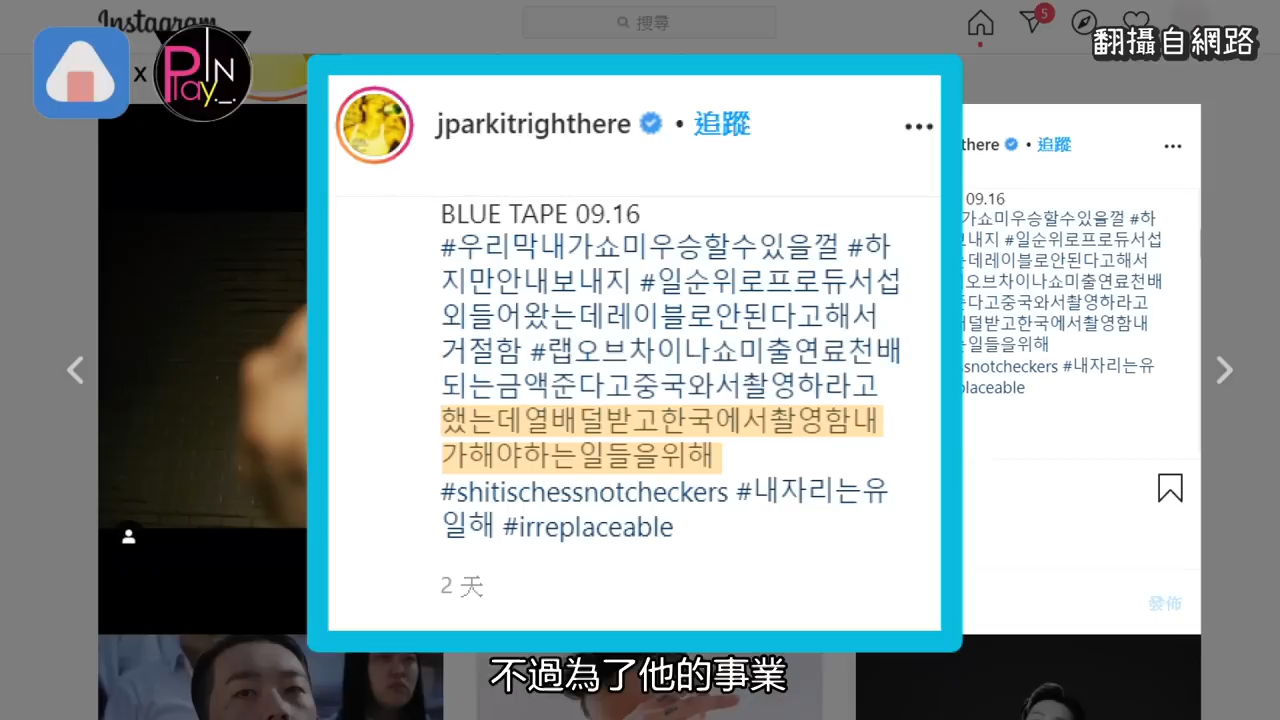 Instagram
搜尋
5
翻攝自網路
x
PlayIN._.
jparkitrighthere • 追蹤
BLUE TAPE 09.16
#우리막내가쇼미우승할수있을껄 #하
지만안내보내지 #일순위로프로듀서섭
외들어왔는데레이블로안된다고해서
거절함 #랩오브차이나쇼미출연료천배
되는금액준다고중국와서촬영하라고
했는데열배덜받고한국에서촬영함내
가해야하는일들을위해
#shitischessnotcheckers #내자리는유
일해 #irreplaceable
2 天
there • 追蹤
09.16
가쇼미우승할수있을껄 #하
보내지 #일순위로프로듀서섭
데레이블로안된다고해서
오브차이나쇼미출연료천배
다고중국와서촬영하라고
덜받고한국에서촬영함내
일들을위해
snotcheckers #내자리는유
placeable
發佈
不過為了他的事業